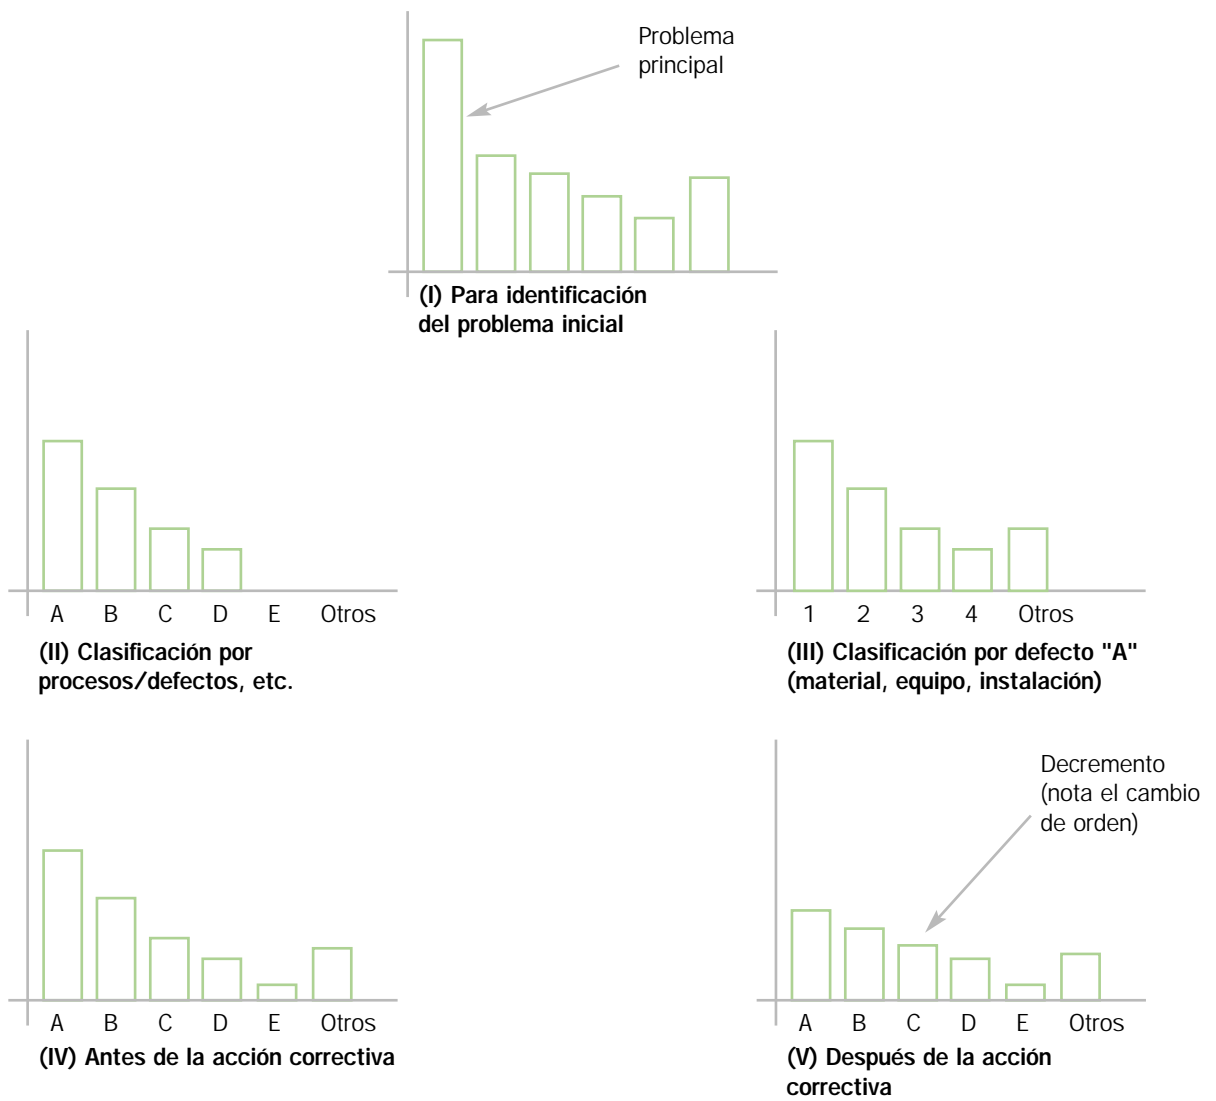 Problema
principal
(I) Para identificación
del problema inicial
A B C D E Otros
(II) Clasificación por
procesos/defectos, etc.
1 2 3 4 Otros
(III) Clasificación por defecto "A"
(material, equipo, instalación)
A B C D E Otros
(IV) Antes de la acción correctiva
Decremento
(nota el cambio
de orden)
A B C D E Otros
(V) Después de la acción
correctiva